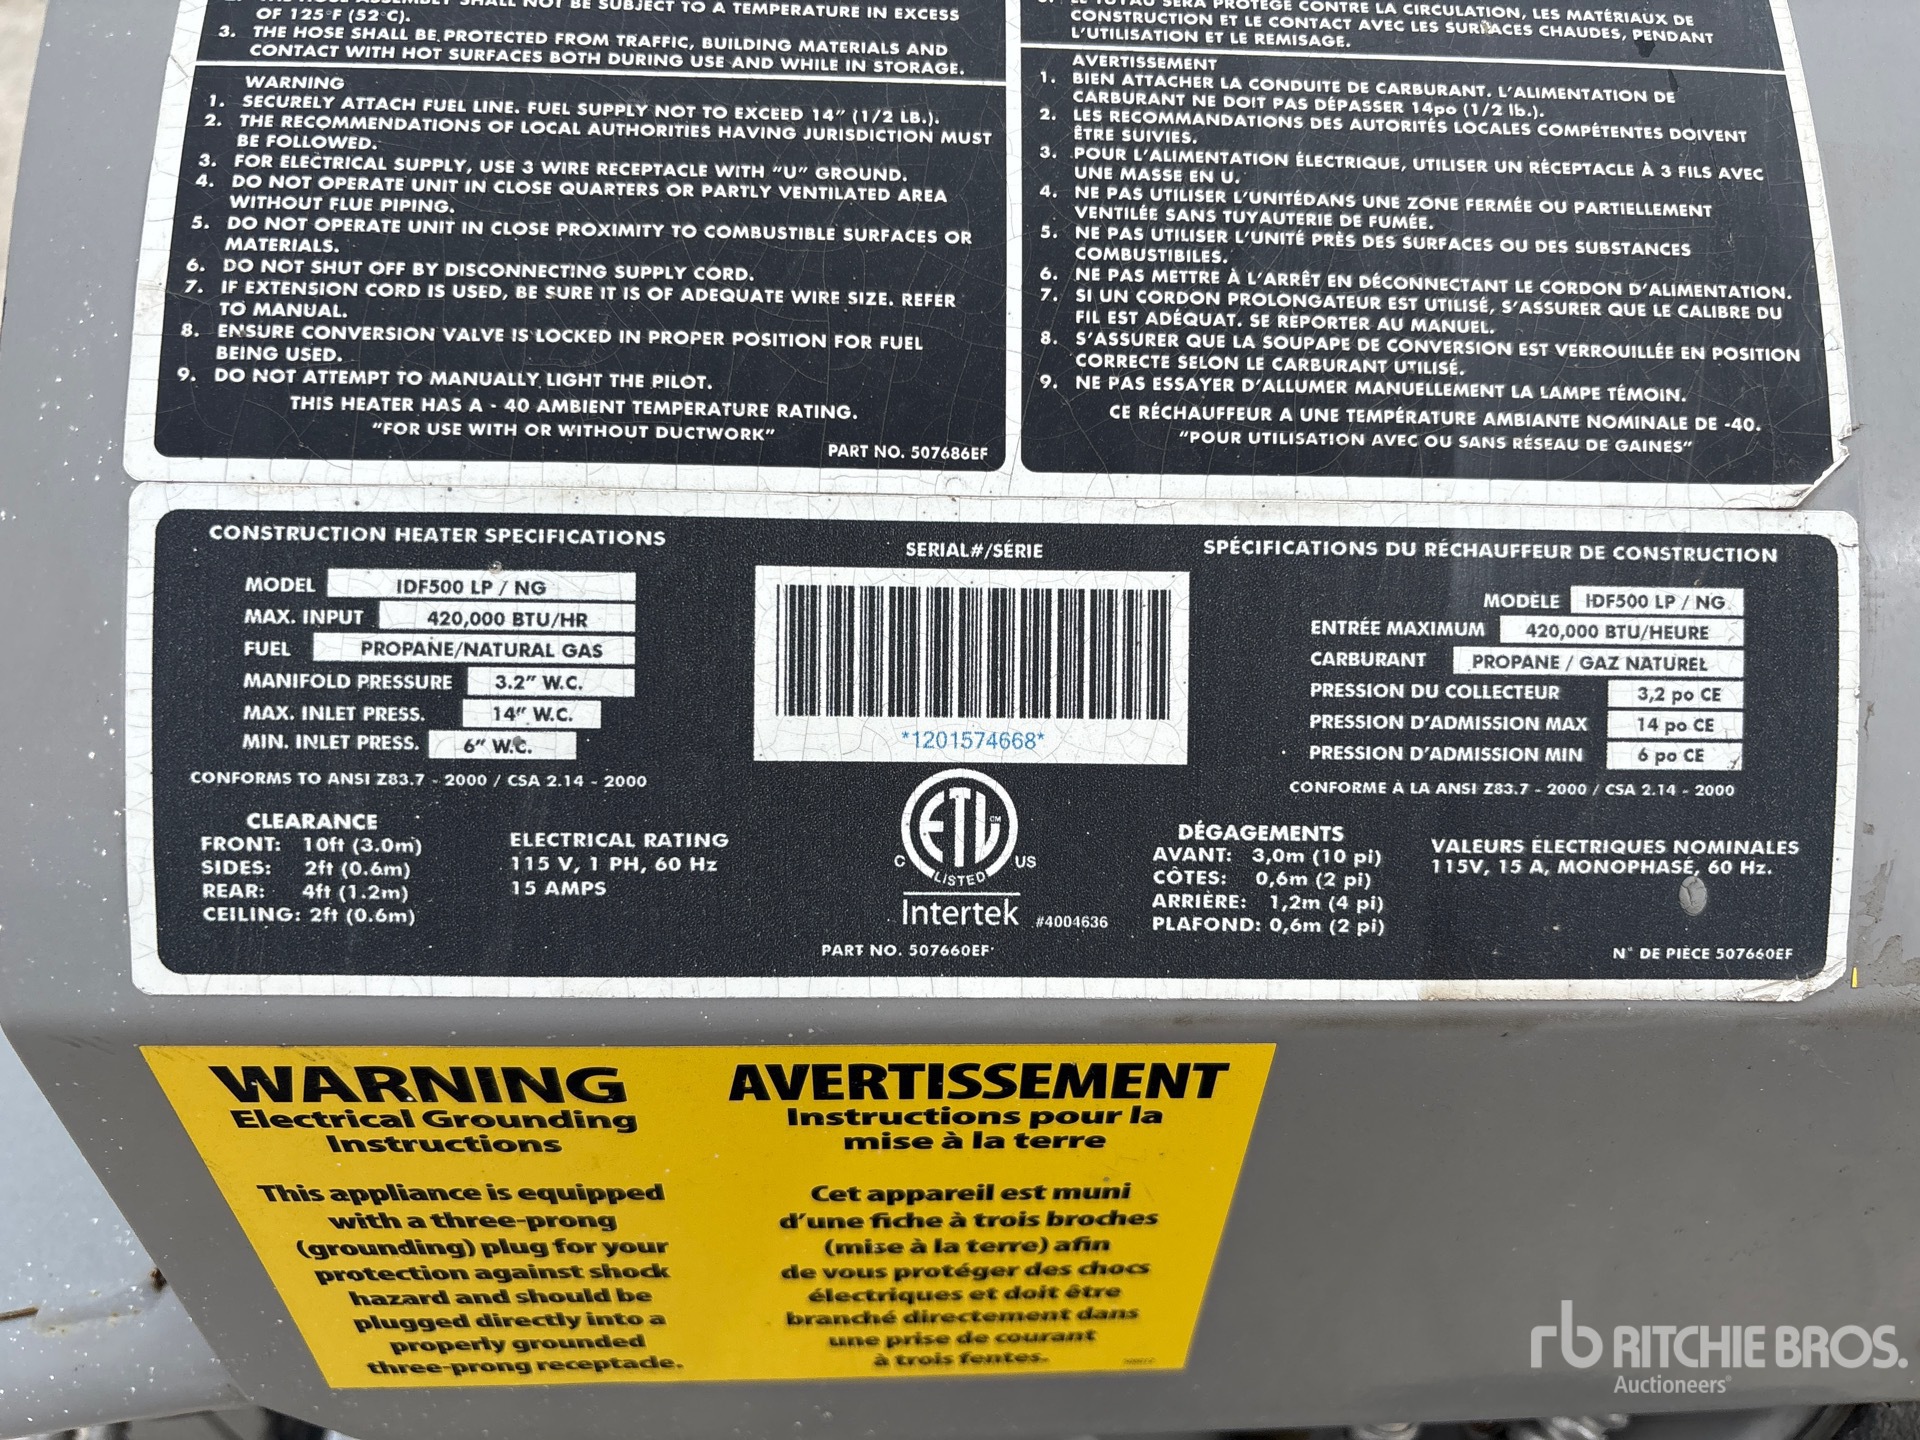 2. THE HOSE ASSEMBLY SHALL NOT BE SUBJECT TO A TEMPERATURE IN EXCESS
OF 125°F (52°C).
3. THE HOSE SHALL BE PROTECTED FROM TRAFFIC, BUILDING MATERIALS AND
CONTACT WITH HOT SURFACES BOTH DURING USE AND WHILE IN STORAGE.
WARNING
1. SECURELY ATTACH FUEL LINE. FUEL SUPPLY NOT TO EXCEED 14" (1/2 LB.).
2. THE RECOMMENDATIONS OF LOCAL AUTHORITIES HAVING JURISDICTION MUST
BE FOLLOWED.
3. FOR ELECTRICAL SUPPLY, USE 3 WIRE RECEPTACLE WITH "U" GROUND.
4. DO NOT OPERATE UNIT IN CLOSE QUARTERS OR PARTLY VENTILATED AREA
WITHOUT FLUE PIPING.
5. DO NOT OPERATE UNIT IN CLOSE PROXIMITY TO COMBUSTIBLE SURFACES OR
MATERIALS.
6. DO NOT SHUT OFF BY DISCONNECTING SUPPLY CORD.
7. IF EXTENSION CORD IS USED, BE SURE IT IS OF ADEQUATE WIRE SIZE. REFER
TO MANUAL.
8. ENSURE CONVERSION VALVE IS LOCKED IN PROPER POSITION FOR FUEL
BEING USED.
9. DO NOT ATTEMPT TO MANUALLY LIGHT THE PILOT.
THIS HEATER HAS A - 40 AMBIENT TEMPERATURE RATING.
"FOR USE WITH OR WITHOUT DUCTWORK"
PART NO. 507686EF
3. LE TUYAU SERA PROTÉGÉ CONTRE LA CIRCULATION, LES MATÉRIAUX DE
CONSTRUCTION ET LE CONTACT AVEC LES SURFACES CHAUDES, PENDANT
L'UTILISATION ET LE REMISAGE.
AVERTISSEMENT
1. BIEN ATTACHER LA CONDUITE DE CARBURANT. L'ALIMENTATION DE
CARBURANT NE DOIT PAS DÉPASSER 14po (1/2 lb.).
2. LES RECOMMANDATIONS DES AUTORITÉS LOCALES COMPÉTENTES DOIVENT
ÊTRE SUIVIES.
3. POUR L'ALIMENTATION ÉLECTRIQUE, UTILISER UN RÉCEPTACLE À 3 FILS AVEC
UNE MASSE EN U.
4. NE PAS UTILISER L'UNITÉDANS UNE ZONE FERMÉE OU PARTIELLEMENT
VENTILÉE SANS TUYAUTERIE DE FUMÉE.
5. NE PAS UTILISER L'UNITÉ PRÈS DES SURFACES OU DES SUBSTANCES
COMBUSTIBILES.
6. NE PAS METTRE À L'ARRÊT EN DÉCONNECTANT LE CORDON D'ALIMENTATION.
7. SI UN CORDON PROLONGATEUR EST UTILISÉ, S'ASSURER QUE LE CALIBRE DU
FIL EST ADÉQUAT. SE REPORTER AU MANUEL.
8. S'ASSURER QUE LA SOUPAPE DE CONVERSION EST VERROUILLÉE EN POSITION
CORRECTE SELON LE CARBURANT UTILISÉ.
9. NE PAS ESSAYER D'ALLUMER MANUELLEMENT LA LAMPE TÉMOIN.
CE RÉCHAUFFEUR A UNE TEMPÉRATURE AMBIANTE NOMINALE DE -40.
"POUR UTILISATION AVEC OU SANS RÉSEAU DE GAINES"
CONSTRUCTION HEATER SPECIFICATIONS
MODEL IDF500 LP / NG
MAX. INPUT 420,000 BTU/HR
FUEL PROPANE/NATURAL GAS
MANIFOLD PRESSURE 3.2" W.C.
MAX. INLET PRESS. 14" W.C.
MIN. INLET PRESS. 6" W.C.
CONFORMS TO ANSI Z83.7 - 2000 / CSA 2.14 - 2000
CLEARANCE
FRONT: 10ft (3.0m)
SIDES: 2ft (0.6m)
REAR: 4ft (1.2m)
CEILING: 2ft (0.6m)
ELECTRICAL RATING
115 V, 1 PH, 60 Hz
15 AMPS
SERIAL#/SÉRIE
*1201574668*
ETL CM
C US
LISTED
Intertek #4004636
PART NO. 507660EF
SPÉCIFICATIONS DU RÉCHAUFFEUR DE CONSTRUCTION
MODÈLE IDF500 LP / NG
ENTRÉE MAXIMUM 420,000 BTU/HEURE
CARBURANT PROPANE / GAZ NATUREL
PRESSION DU COLLECTEUR 3,2 po CE
PRESSION D'ADMISSION MAX 14 po CE
PRESSION D'ADMISSION MIN 6 po CE
CONFORME À LA ANSI Z83.7 - 2000 / CSA 2.14 - 2000
DÉGAGEMENTS
AVANT: 3,0m (10 pi)
CÔTES: 0,6m (2 pi)
ARRIÈRE: 1,2m (4 pi)
PLAFOND: 0,6m (2 pi)
VALEURS ÉLECTRIQUES NOMINALES
115V, 15 A, MONOPHASÉ, 60 Hz.
N° DE PIÈCE 507660EF
WARNING
Electrical Grounding
Instructions
This appliance is equipped
with a three-prong
(grounding) plug for your
protection against shock
hazard and should be
plugged directly into a
properly grounded
three-prong receptacle.
AVERTISSEMENT
Instructions pour la
mise à la terre
Cet appareil est muni
d'une fiche à trois broches
(mise à la terre) afin
de vous protéger des chocs
électriques et doit être
branché directement dans
une prise de courant
à trois fentes.
rb RITCHIE BROS.
Auctioneers